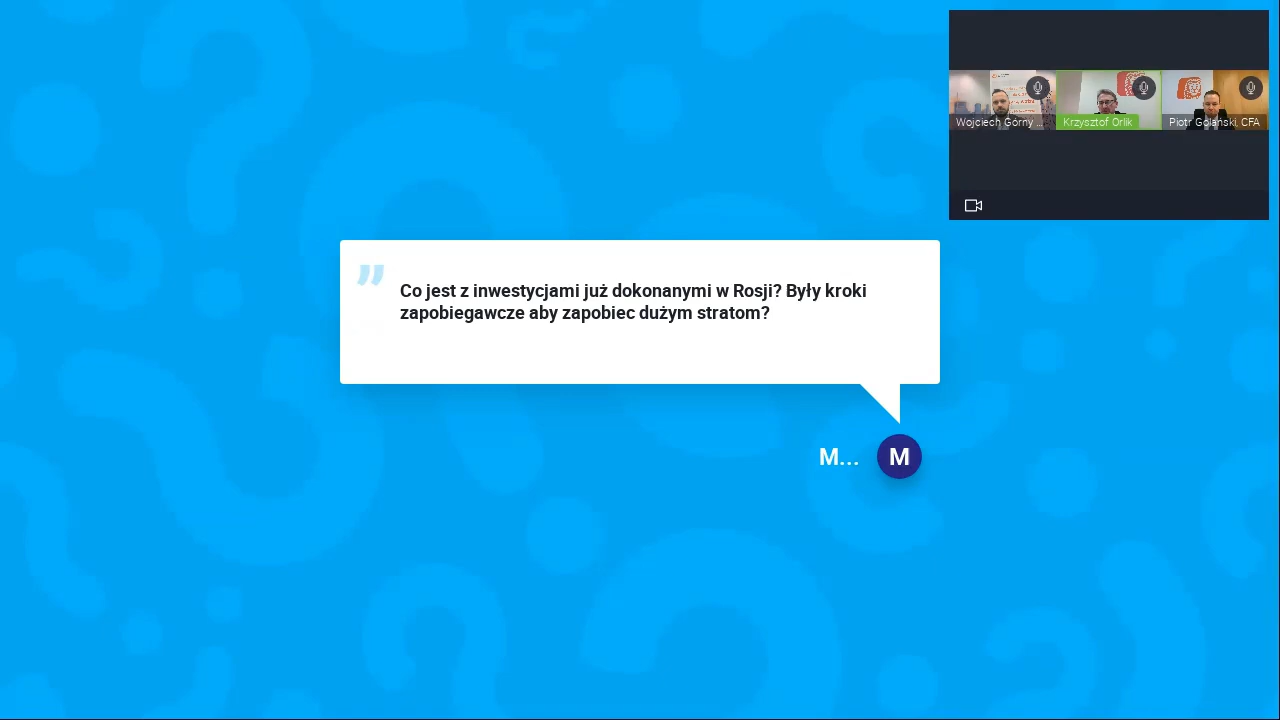 Wojciech Górny ...
Krzysztof Orlik
Piotr Golański, CFA
Co jest z inwestycjami już dokonanymi w Rosji? Były kroki
zapobiegawcze aby zapobiec dużym stratom?
M...
M